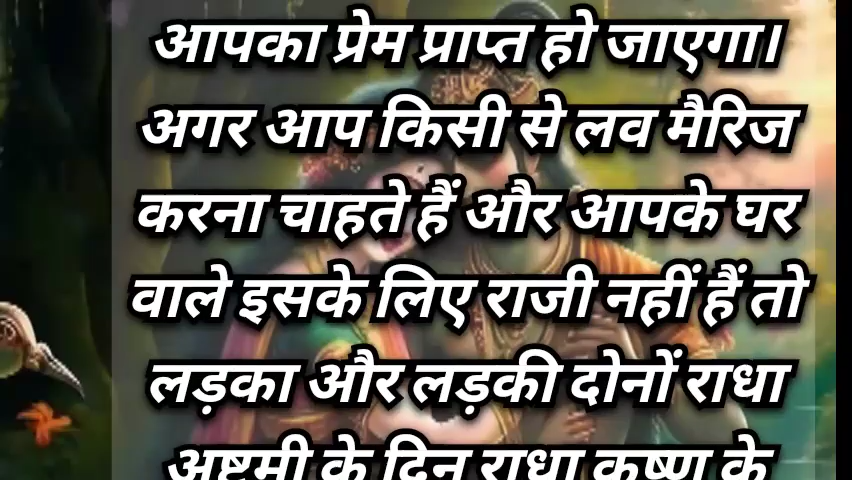 आपका प्रेम प्राप्त हो जाएगा।
अगर आप किसी से लव मैरिज
करना चाहते हैं और आपके घर
वाले इसके लिए राजी नहीं हैं तो
लड़का और लड़की दोनों राधा
अष्टमी के दिन राधा कृष्ण के